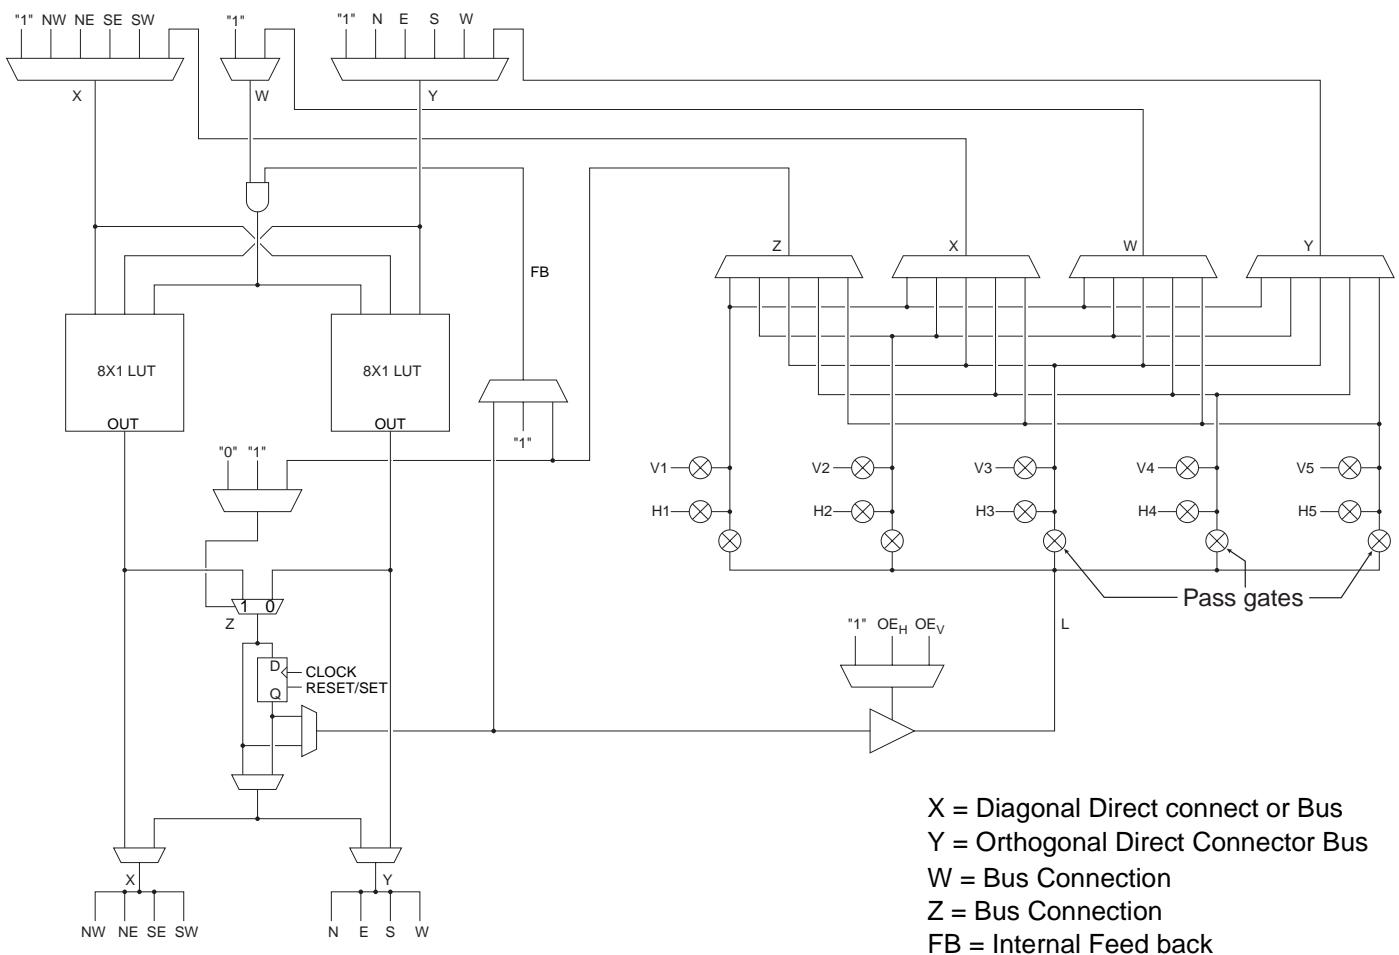 "1" NW NE SE SW "1" "1" N E S W
X W Y
Z X W Y
FB
8X1 LUT 8X1 LUT
OUT OUT
"1"
"0" "1"
V1 V2 V3 V4 V5
H1 H2 H3 H4 H5
1 0
Pass gates
Z "1" OEH OEV L
D
CLOCK
RESET/SET
Q
X = Diagonal Direct connect or Bus
Y = Orthogonal Direct Connector Bus
W = Bus Connection
Z = Bus Connection
FB = Internal Feed back
X Y
NW NE SE SW N E S W